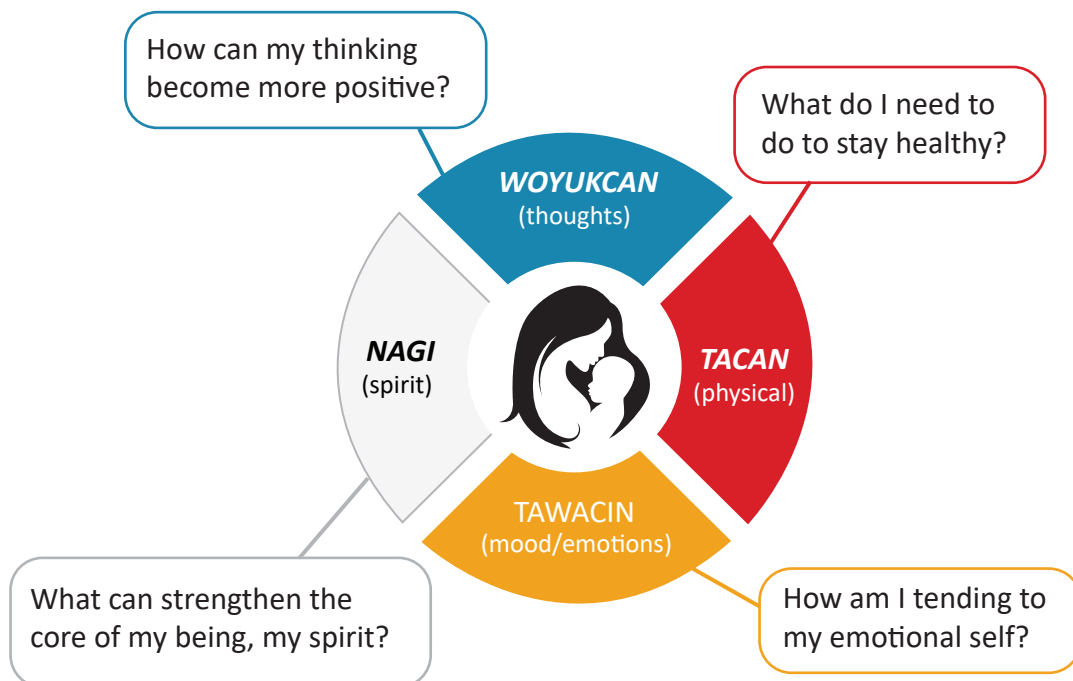 How can my thinking
become more positive?
What do I need to
do to stay healthy?
WOYUKCAN
(thoughts)
NAGI
(spirit)
TACAN
(physical)
TAWACIN
(mood/emotions)
What can strengthen the
core of my being, my spirit?
How am I tending to
my emotional self?